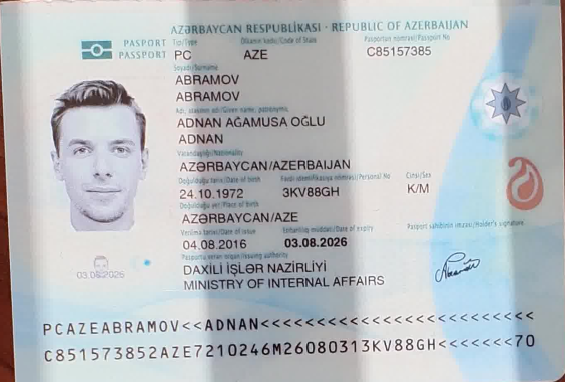 AZƏRBAYCAN RESPUBLİKASI · REPUBLIC OF AZERBAIJAN
PASPORT Tip/Type Ölkənin kodu/Code of State Pasportun nömrəsi/Passport No
PASSPORT PC AZE C85157385
Soyadı/Surname
ABRAMOV
ABRAMOV
Adı, atasının adı/Given name, patronymic
ADNAN AĞAMUSA OĞLU
ADNAN
Vətəndaşlığı/Nationality
AZƏRBAYCAN/AZERBAIJAN
Doğulduğu tarix/Date of birth Fərdi identifikasiya nömrəsi/Personal No Cinsi/Sex
24.10.1972 3KV88GH K/M
Doğulduğu yer/Place of birth
AZƏRBAYCAN/AZE
Verilmə tarixi/Date of issue Etibarlılıq müddəti/Date of expiry Pasport sahibinin imzası/Holder's signature
04.08.2016 03.08.2026
Pasportu verən orqan/Issuing authority
03.08.2026 DAXİLİ İŞLƏR NAZİRLİYİ
MINISTRY OF INTERNAL AFFAIRS
PCAZEABRAMOV<<ADNAN<<<<<<<<<<<<<<<<<<<<<<<<<
C851573852AZE7210246M26080313KV88GH<<<<<<<70